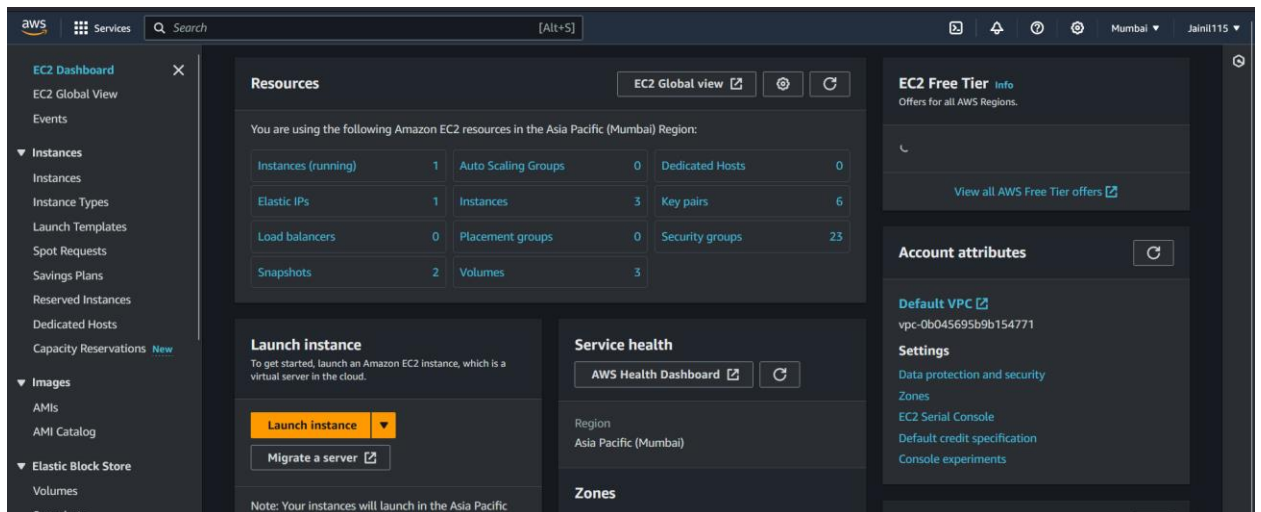 aws
Services
Search
[Alt+S]
Mumbai ▼
Jainil115 ▼
EC2 Dashboard
EC2 Global View
Events
▼ Instances
Instances
Instance Types
Launch Templates
Spot Requests
Savings Plans
Reserved Instances
Dedicated Hosts
Capacity Reservations New
▼ Images
AMIs
AMI Catalog
▼ Elastic Block Store
Volumes
Resources
EC2 Global view
You are using the following Amazon EC2 resources in the Asia Pacific (Mumbai) Region:
Instances (running) 1
Auto Scaling Groups 0
Dedicated Hosts 0
Elastic IPs 1
Instances 3
Key pairs 6
Load balancers 0
Placement groups 0
Security groups 23
Snapshots 2
Volumes 3
Launch instance
To get started, launch an Amazon EC2 instance, which is a
virtual server in the cloud.
Launch instance ▼
Migrate a server
Note: Your instances will launch in the Asia Pacific
Service health
AWS Health Dashboard
Region
Asia Pacific (Mumbai)
Zones
EC2 Free Tier Info
Offers for all AWS Regions.
View all AWS Free Tier offers
Account attributes
Default VPC
vpc-0b045695b9b154771
Settings
Data protection and security
Zones
EC2 Serial Console
Default credit specification
Console experiments